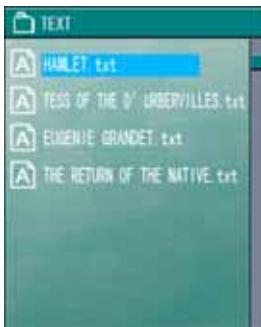 TEXT
HAMLET.txt
TESS OF THE D' URBERVILLES.txt
EUGENIE GRANDET.txt
THE RETURN OF THE NATIVE.txt